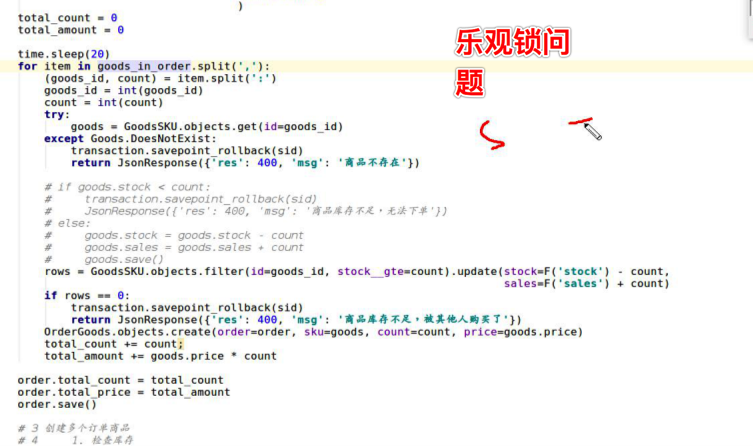 )
total_count = 0
total_amount = 0
乐观锁问
题
time.sleep(20)
for item in goods_in_order.split(','):
(goods_id, count) = item.split(':')
goods_id = int(goods_id)
count = int(count)
try:
goods = GoodsSKU.objects.get(id=goods_id)
except Goods.DoesNotExist:
transaction.savepoint_rollback(sid)
return JsonResponse({'res': 400, 'msg': '商品不存在'})
# if goods.stock < count:
#     transaction.savepoint_rollback(sid)
#     JsonResponse({'res': 400, 'msg': '商品库存不足，无法下单'})
# else:
#     goods.stock = goods.stock - count
#     goods.sales = goods.sales + count
#     goods.save()
rows = GoodsSKU.objects.filter(id=goods_id, stock__gte=count).update(stock=F('stock') - count,
sales=F('sales') + count)
if rows == 0:
transaction.savepoint_rollback(sid)
return JsonResponse({'res': 400, 'msg': '商品库存不足，被其他人购买了'})
OrderGoods.objects.create(order=order, sku=goods, count=count, price=goods.price)
total_count += count;
total_amount += goods.price * count
order.total_count = total_count
order.total_price = total_amount
order.save()
# 3 创建多个订单商品
# 4     1. 检查库存